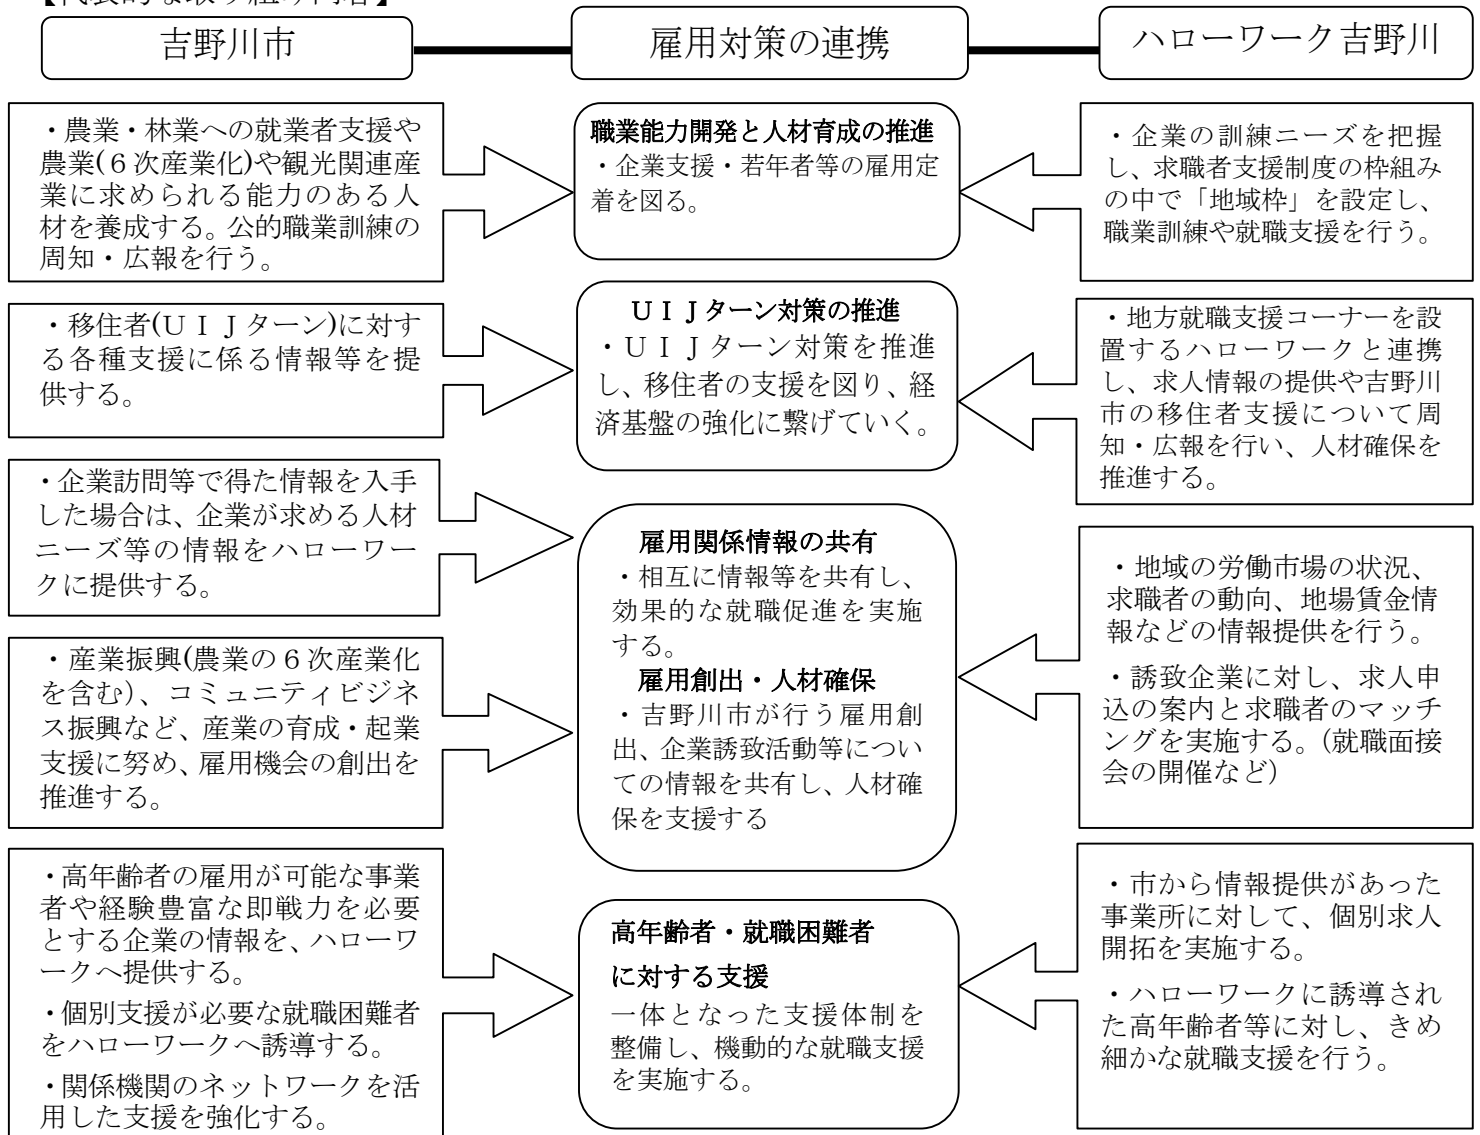 【代表的な取り組み内容】
吉野川市
雇用対策の連携
ハローワーク吉野川
・農業・林業への就業者支援や
農業(６次産業化)や観光関連産
業に求められる能力のある人
材を養成する。公的職業訓練の
周知・広報を行う。
職業能力開発と人材育成の推進
・企業支援・若年者等の雇用定
着を図る。
・企業の訓練ニーズを把握
し、求職者支援制度の枠組み
の中で「地域枠」を設定し、
職業訓練や就職支援を行う。
・移住者(ＵＩＪターン)に対す
る各種支援に係る情報等を提
供する。
ＵＩＪターン対策の推進
・ＵＩＪターン対策を推進
し、移住者の支援を図り、経
済基盤の強化に繋げていく。
・地方就職支援コーナーを設
置するハローワークと連携
し、求人情報の提供や吉野川
市の移住者支援について周
知・広報を行い、人材確保を
推進する。
・企業訪問等で得た情報を入手
した場合は、企業が求める人材
ニーズ等の情報をハローワー
クに提供する。
・産業振興(農業の６次産業化
を含む)、コミュニティビジネ
ス振興など、産業の育成・起業
支援に努め、雇用機会の創出を
推進する。
雇用関係情報の共有
・相互に情報等を共有し、
効果的な就職促進を実施
する。
雇用創出・人材確保
・吉野川市が行う雇用創
出、企業誘致活動等につい
ての情報を共有し、人材確
保を支援する
・地域の労働市場の状況、
求職者の動向、地場賃金情
報などの情報提供を行う。
・誘致企業に対し、求人申
込の案内と求職者のマッチ
ングを実施する。(就職面接
会の開催など)
・高年齢者の雇用が可能な事業
者や経験豊富な即戦力を必要
とする企業の情報を、ハローワ
ークへ提供する。
・個別支援が必要な就職困難者
をハローワークへ誘導する。
・関係機関のネットワークを活
用した支援を強化する。
高年齢者・就職困難者
に対する支援
一体となった支援体制を
整備し、機動的な就職支援
を実施する。
・市から情報提供があった
事業所に対して、個別求人
開拓を実施する。
・ハローワークに誘導され
た高年齢者等に対し、きめ
細かな就職支援を行う。